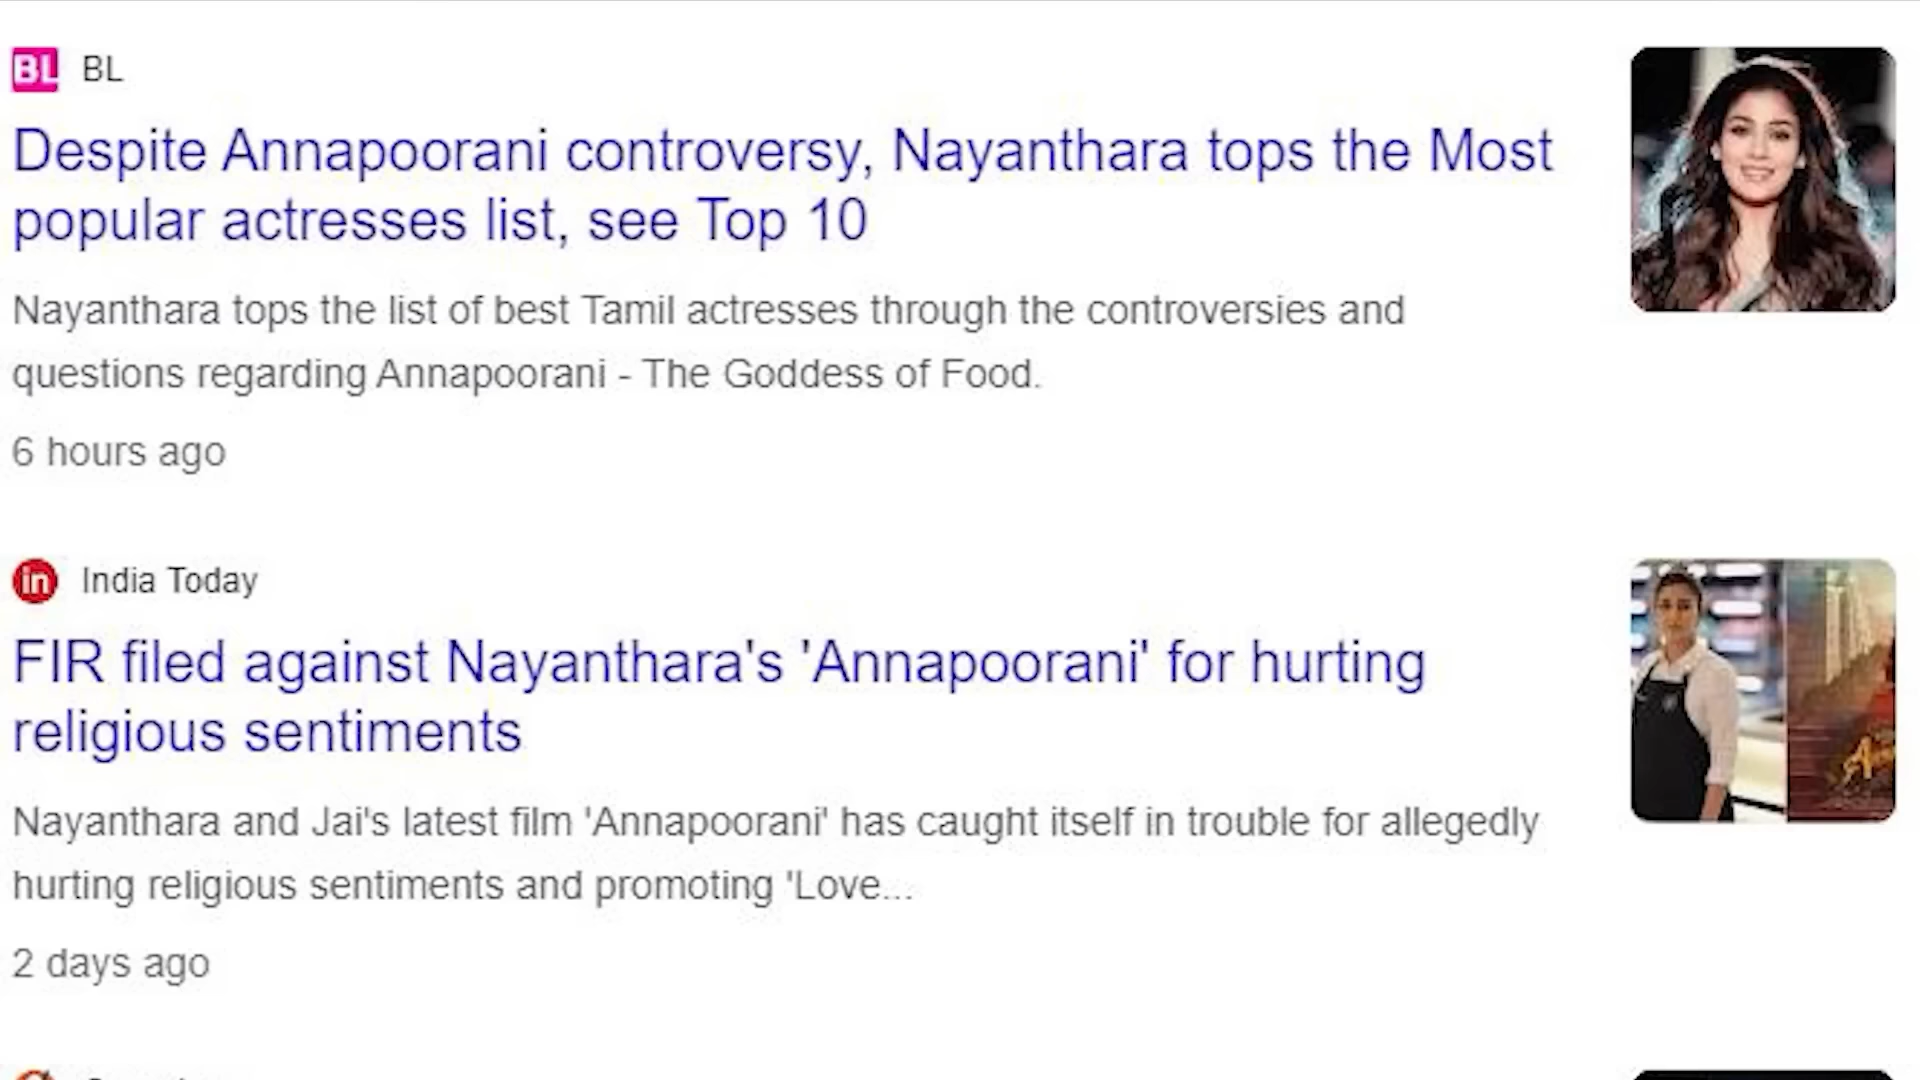 BL BL
Despite Annapoorani controversy, Nayanthara tops the Most
popular actresses list, see Top 10
Nayanthara tops the list of best Tamil actresses through the controversies and
questions regarding Annapoorani - The Goddess of Food.
6 hours ago
in India Today
FIR filed against Nayanthara's 'Annapoorani' for hurting
religious sentiments
Nayanthara and Jai's latest film 'Annapoorani' has caught itself in trouble for allegedly
hurting religious sentiments and promoting 'Love...
2 days ago